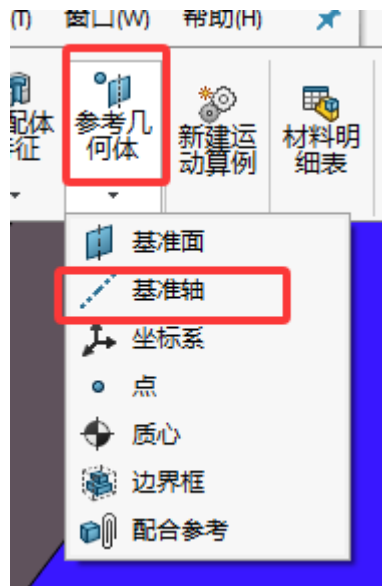 (T) 窗口(W) 帮助(H)
配体
征
参考几
何体
新建运
动算例
材料明
细表
基准面
基准轴
坐标系
点
质心
边界框
配合参考